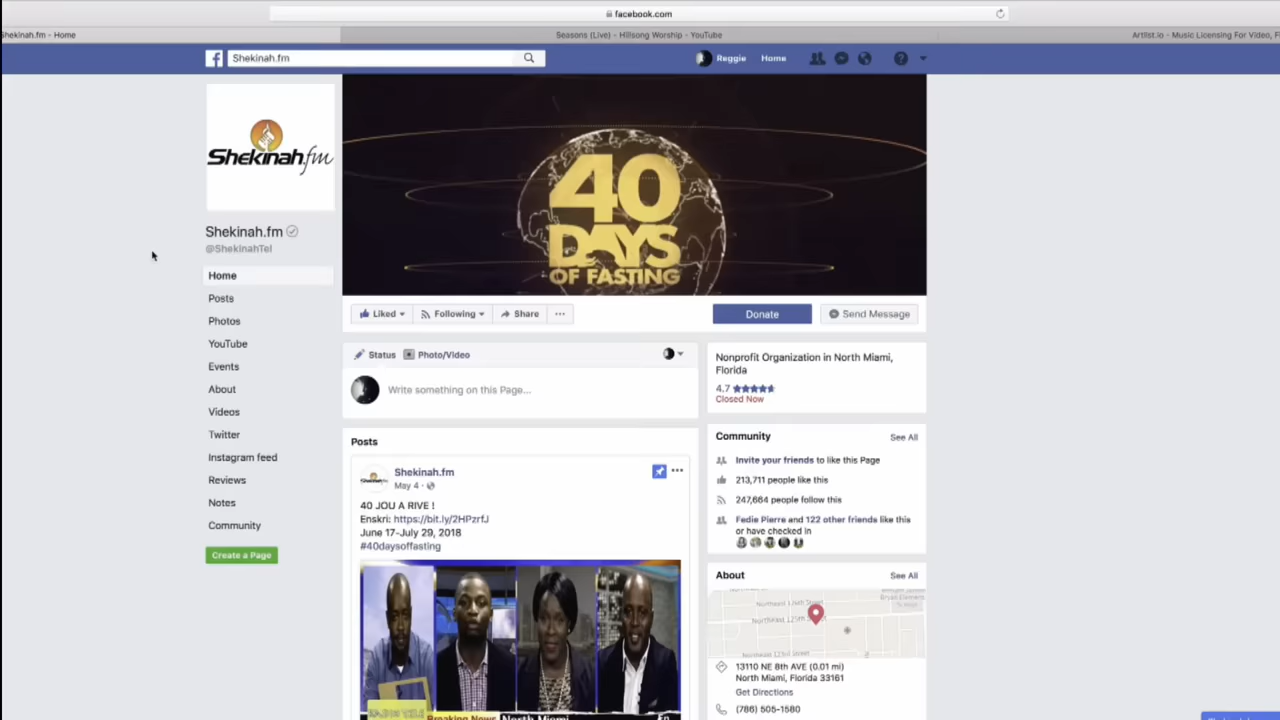 facebook.com
Shekinah.fm - Home
Seasons (Live) - Hillsong Worship - YouTube
Artlist.io - Music Licensing For Video, F
Shekinah.fm
Reggie
Home
Shekinah.fm
Shekinah.fm
@ShekinahTel
Home
Posts
Photos
YouTube
Events
About
Videos
Twitter
Instagram feed
Reviews
Notes
Community
Create a Page
40
DAYS
OF FASTING
Liked
Following
Share
Donate
Send Message
Status
Photo/Video
Write something on this Page...
Posts
Shekinah.fm
May 4
40 JOU A RIVE !
Enskri: https://bit.ly/2HPzrfJ
June 17-July 29, 2018
#40daysoffasting
Breaking News North Miami
Nonprofit Organization in North Miami,
Florida
4.7
Closed Now
Community
See All
Invite your friends to like this Page
213,711 people like this
247,664 people follow this
Fedie Pierre and 122 other friends like this
or have checked in
About
See All
Northeast 125th
13110 NE 8th AVE (0.01 mi)
North Miami, Florida 33161
Get Directions
(786) 505-1580